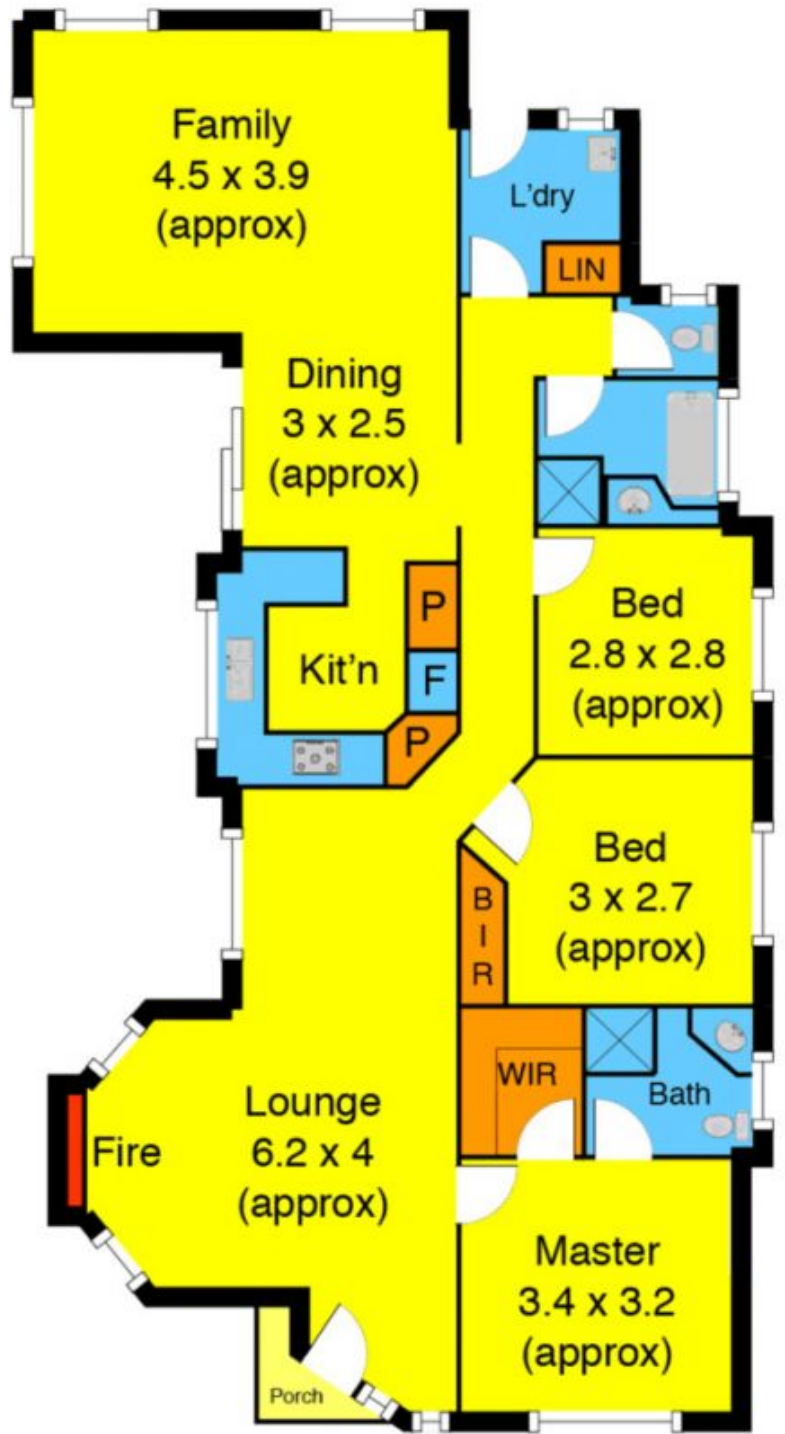 Family
4.5 x 3.9
(approx)
L'dry
LIN
Dining
3 x 2.5
(approx)
Kit'n
P
F
P
Bed
2.8 x 2.8
(approx)
Bed
3 x 2.7
(approx)
B
I
R
WIR
Bath
Fire
Lounge
6.2 x 4
(approx)
Master
3.4 x 3.2
(approx)
Porch